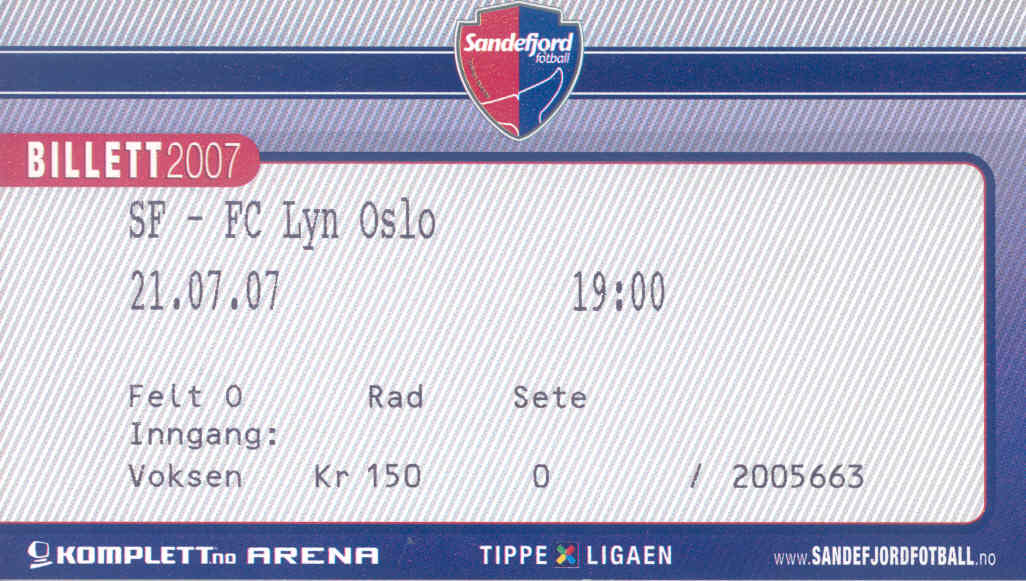 Sandefjord
fotball
BILLETT2007
SF - FC Lyn Oslo
21.07.07 19:00
Felt O Rad Sete
Inngang:
Voksen Kr 150 0 / 2005663
KOMPLETT.no ARENA TIPPE LIGAEN www.SANDEFJORDFOTBALL.no